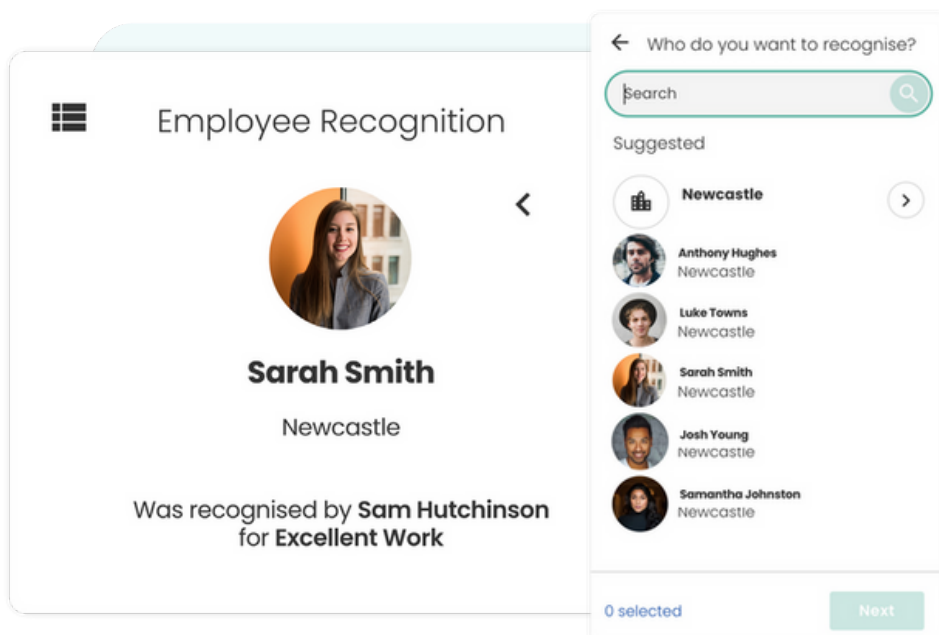 Employee Recognition
Sarah Smith
Newcastle
Was recognised by Sam Hutchinson
for Excellent Work
Who do you want to recognise?
Search
Suggested
Newcastle
Anthony Hughes
Newcastle
Luke Towns
Newcastle
Sarah Smith
Newcastle
Josh Young
Newcastle
Samantha Johnston
Newcastle
0 selected
Next